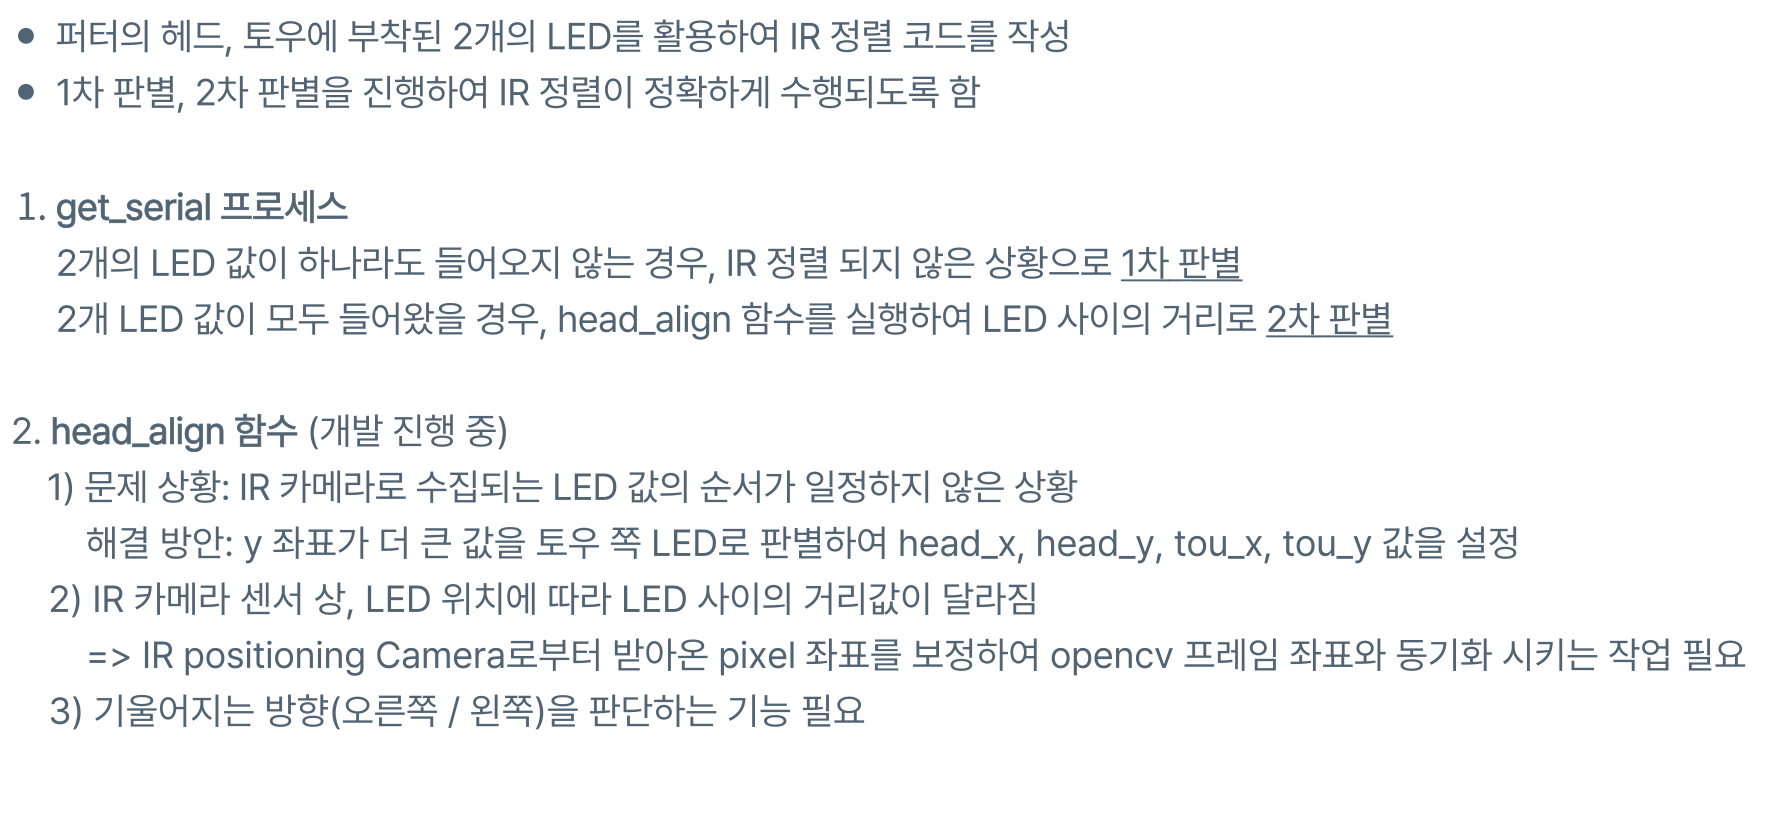 • 퍼터의 헤드, 토우에 부착된 2개의 LED를 활용하여 IR 정렬 코드를 작성
• 1차 판별, 2차 판별을 진행하여 IR 정렬이 정확하게 수행되도록 함
1. get_serial 프로세스
2개의 LED 값이 하나라도 들어오지 않는 경우, IR 정렬 되지 않은 상황으로 1차 판별
2개 LED 값이 모두 들어왔을 경우, head_align 함수를 실행하여 LED 사이의 거리로 2차 판별
2. head_align 함수 (개발 진행 중)
1) 문제 상황: IR 카메라로 수집되는 LED 값의 순서가 일정하지 않은 상황
해결 방안: y 좌표가 더 큰 값을 토우 쪽 LED로 판별하여 head_x, head_y, tou_x, tou_y 값을 설정
2) IR 카메라 센서 상, LED 위치에 따라 LED 사이의 거리값이 달라짐
=> IR positioning Camera로부터 받아온 pixel 좌표를 보정하여 opencv 프레임 좌표와 동기화 시키는 작업 필요
3) 기울어지는 방향(오른쪽 / 왼쪽)을 판단하는 기능 필요